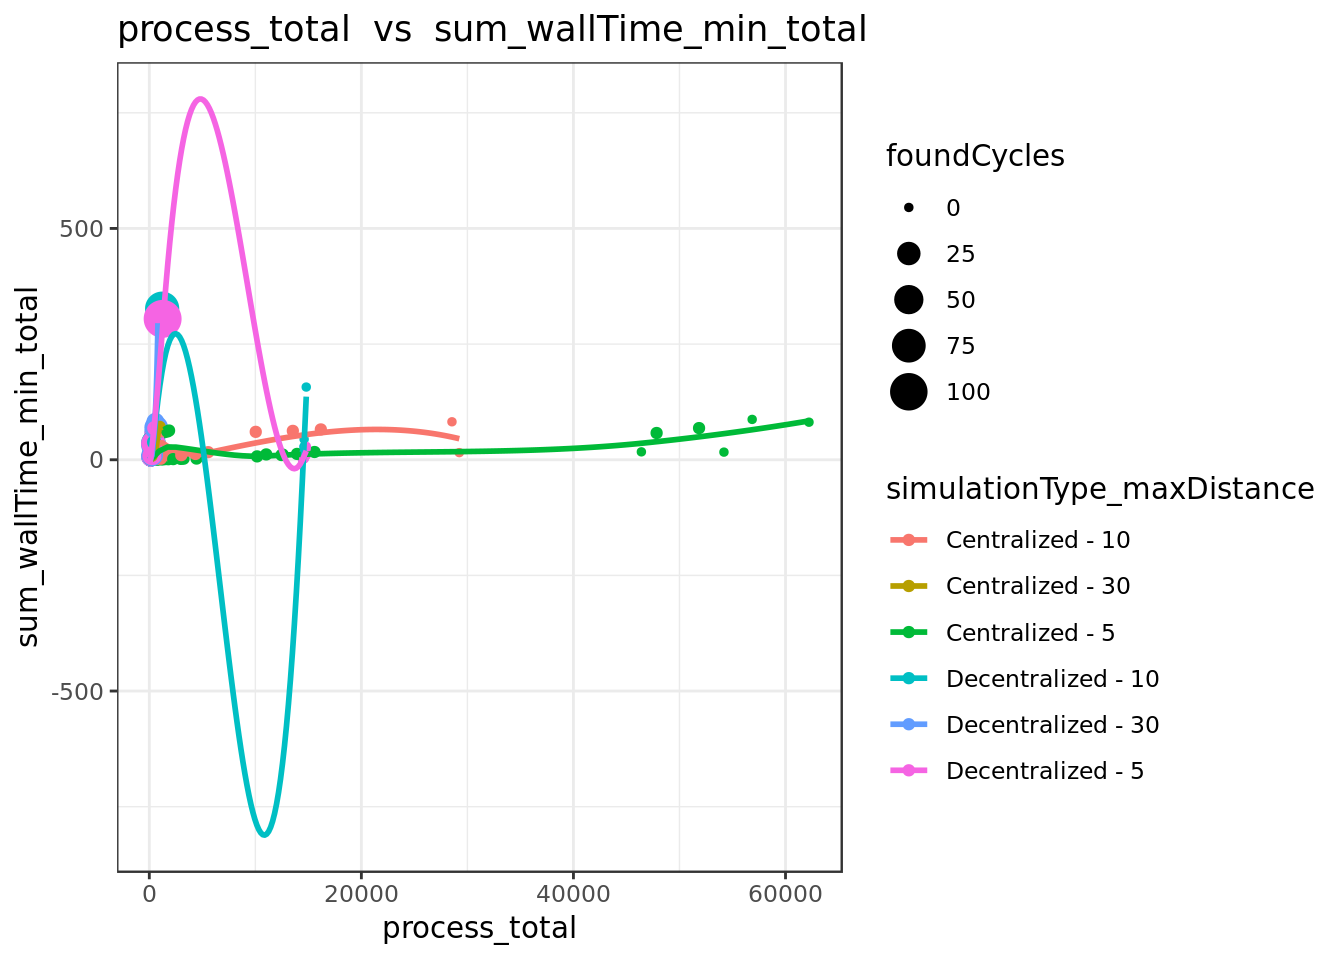 process_total  vs  sum_wallTime_min_total
sum_wallTime_min_total
500
0
-500
0
20000
40000
60000
process_total
foundCycles
0
25
50
75
100
simulationType_maxDistance
Centralized - 10
Centralized - 30
Centralized - 5
Decentralized - 10
Decentralized - 30
Decentralized - 5